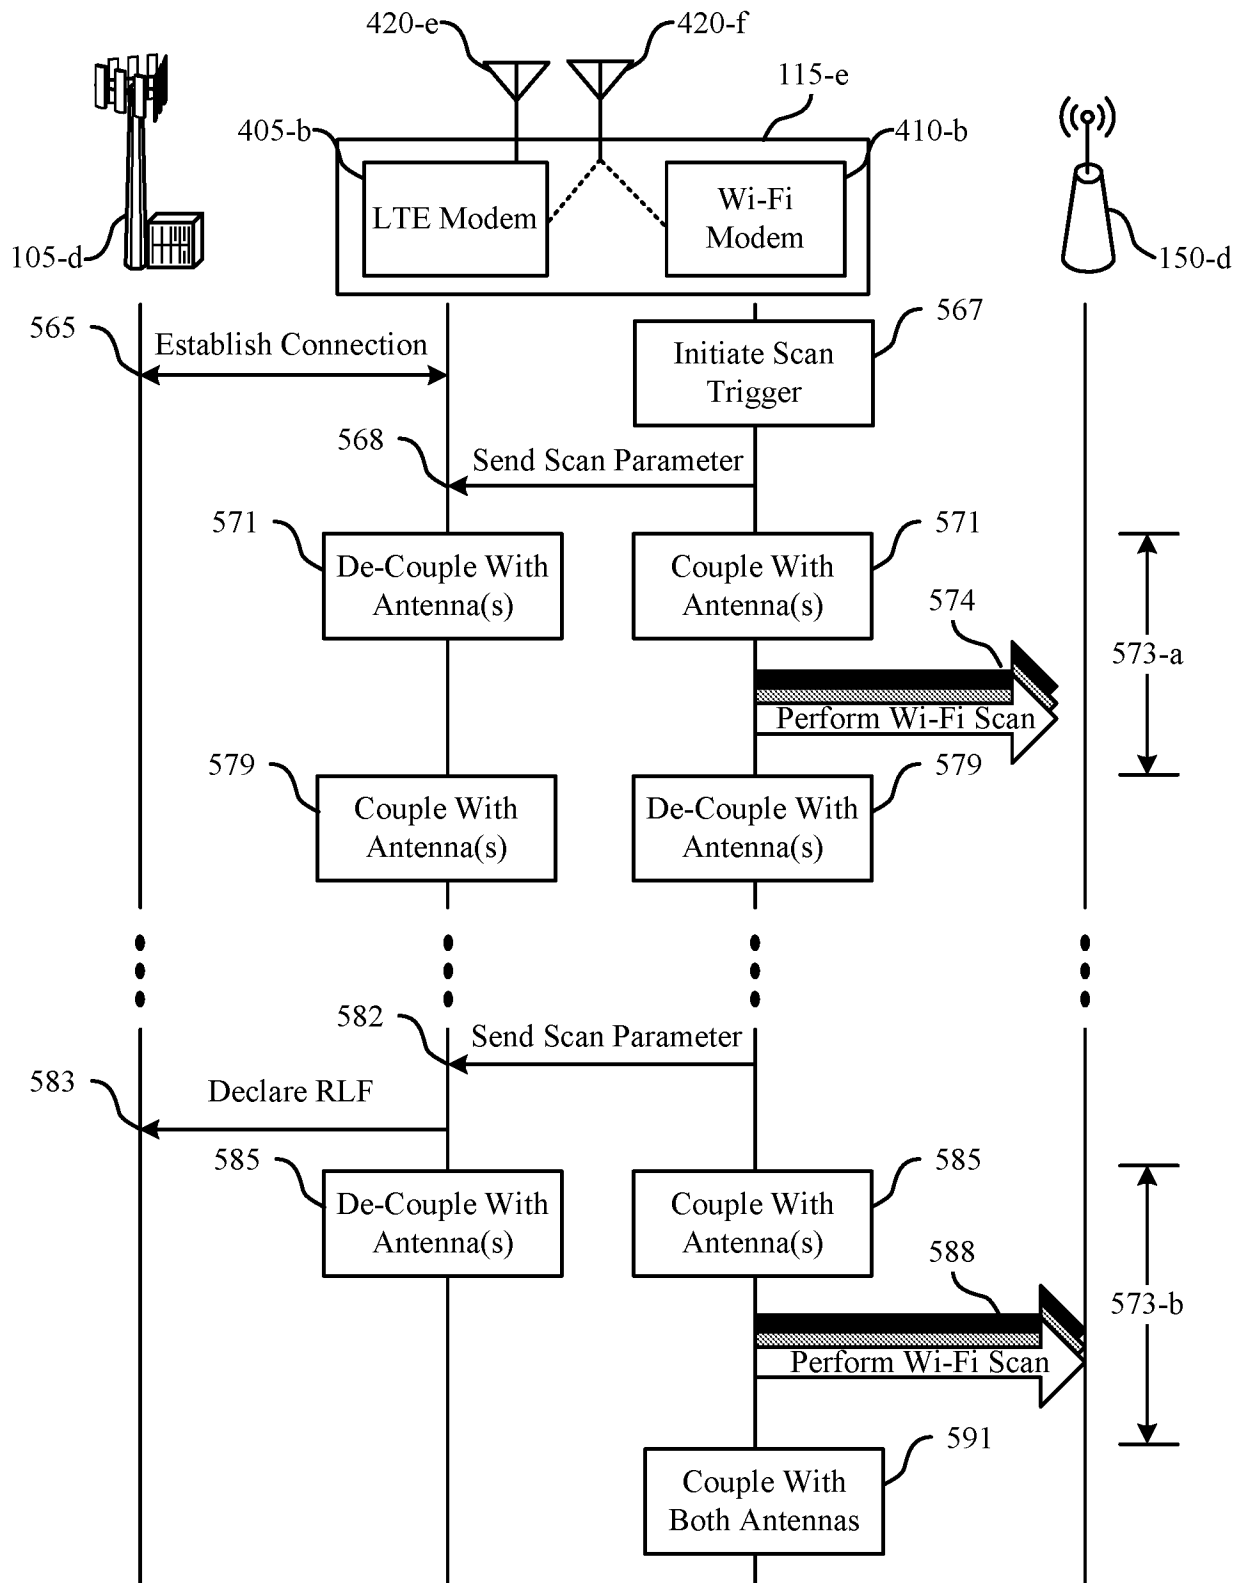 420-e
420-f
115-e
405-b
410-b
LTE Modem
Wi-Fi
Modem
105-d
150-d
565
Establish Connection
567
Initiate Scan
Trigger
568
Send Scan Parameter
571
De-Couple With
Antenna(s)
571
Couple With
Antenna(s)
574
573-a
Perform Wi-Fi Scan
579
Couple With
Antenna(s)
579
De-Couple With
Antenna(s)
582
Send Scan Parameter
583
Declare RLF
585
De-Couple With
Antenna(s)
585
Couple With
Antenna(s)
588
573-b
Perform Wi-Fi Scan
591
Couple With
Both Antennas